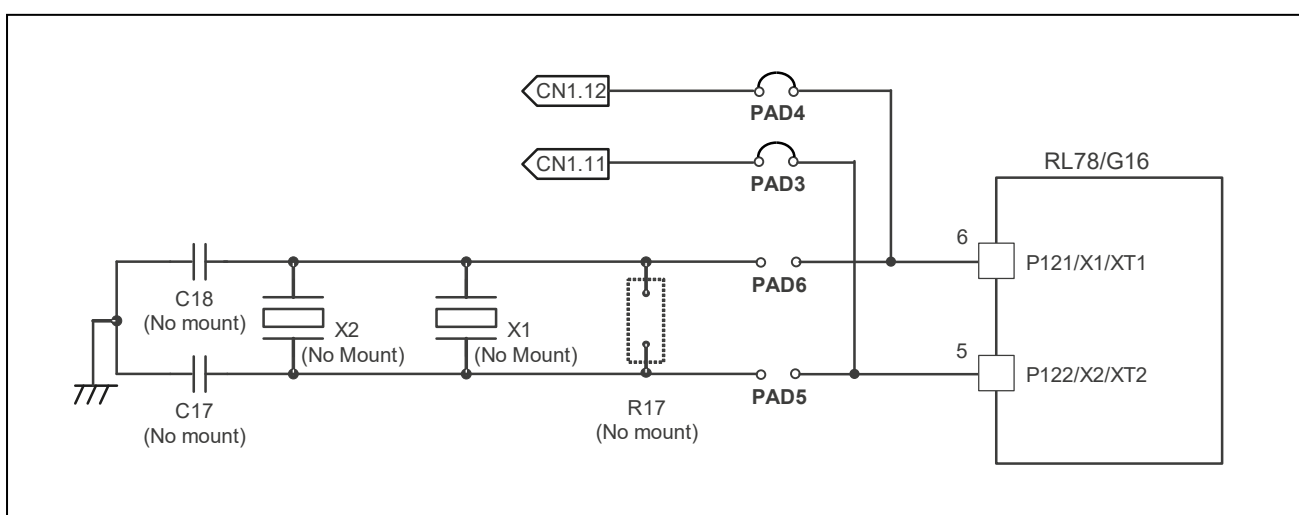 CN1.12
PAD4
CN1.11
PAD3
RL78/G16
6
P121/X1/XT1
PAD6
C18
(No mount)
X2
(No Mount)
X1
(No Mount)
5
P122/X2/XT2
PAD5
C17
(No mount)
R17
(No mount)